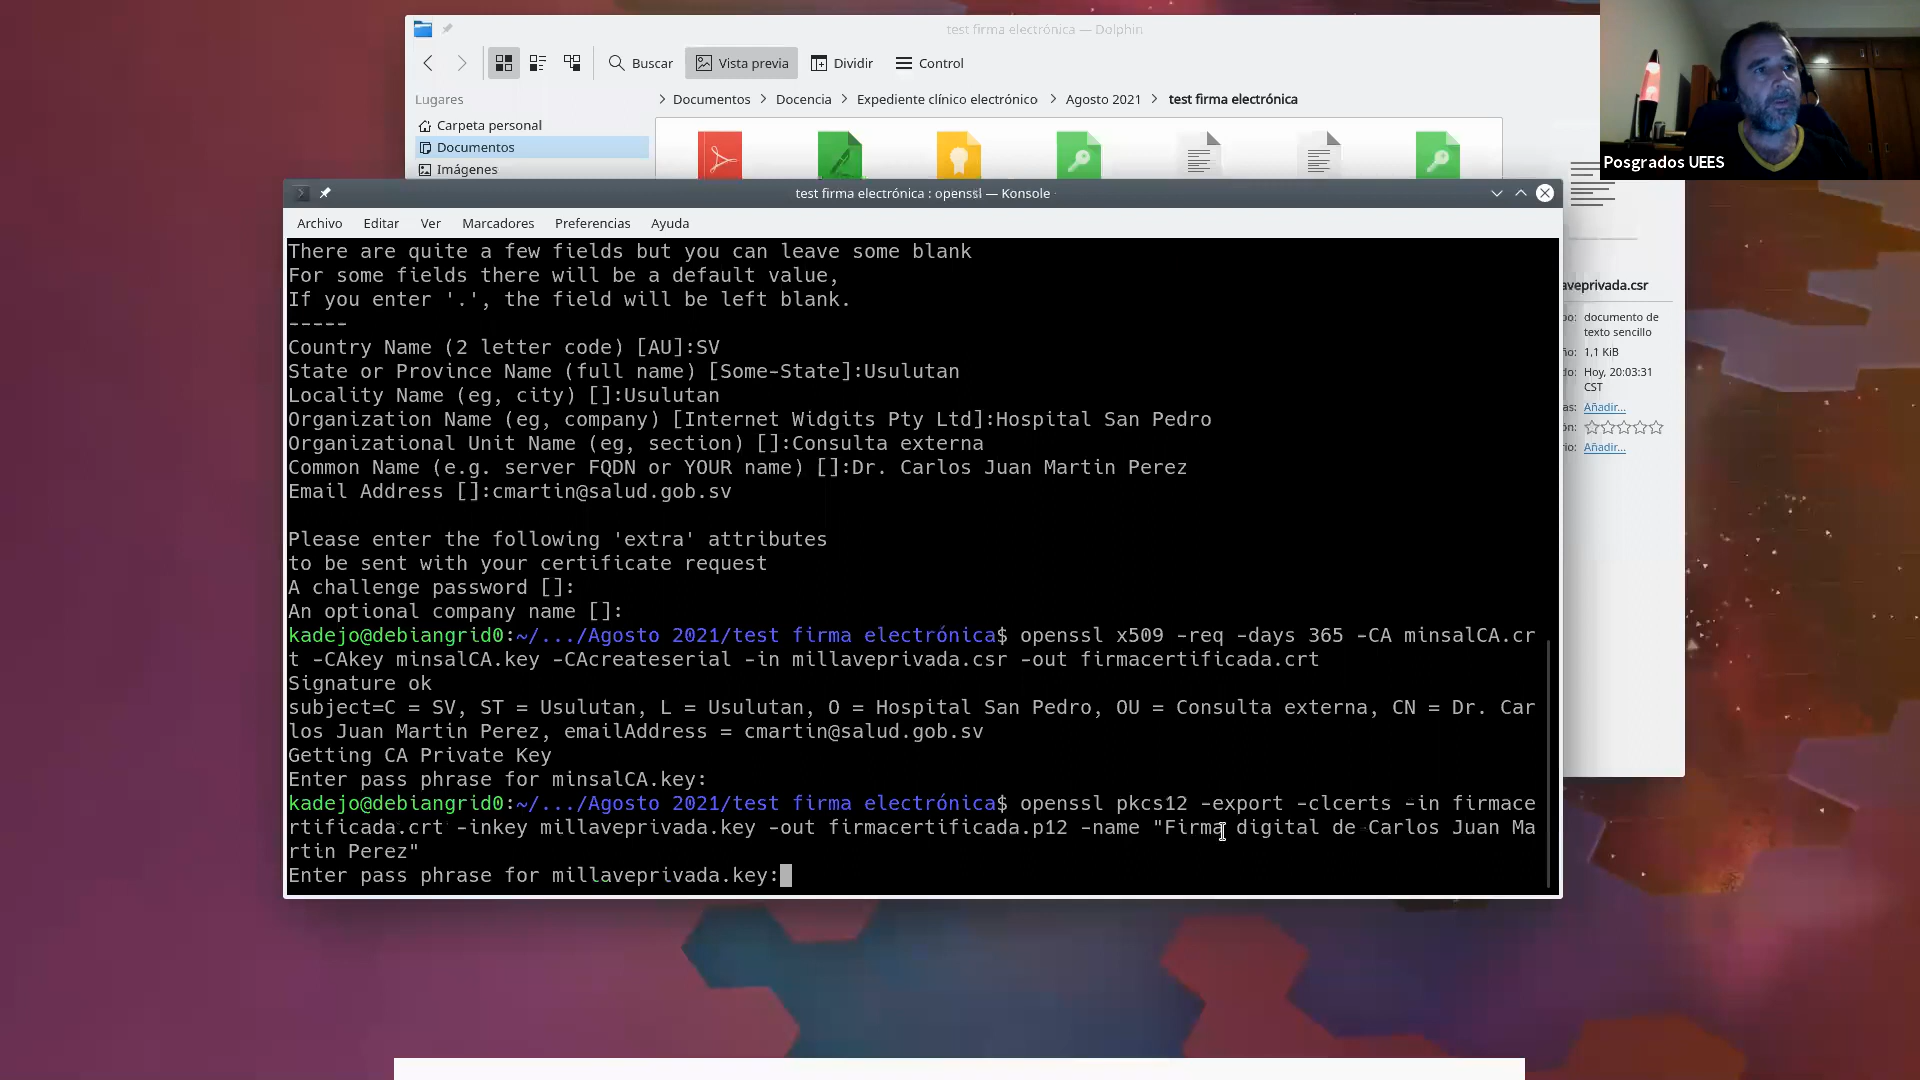 test firma electrónica — Dolphin
Buscar
Vista previa
Dividir
Control
Lugares
Documentos
Docencia
Expediente clínico electrónico
Agosto 2021
test firma electrónica
Carpeta personal
Documentos
Imágenes
Posgrados UEES
test firma electrónica : openssl — Konsole
Archivo Editar Ver Marcadores Preferencias Ayuda
There are quite a few fields but you can leave some blank
For some fields there will be a default value,
If you enter '.', the field will be left blank.
-----
Country Name (2 letter code) [AU]:SV
State or Province Name (full name) [Some-State]:Usulutan
Locality Name (eg, city) []:Usulutan
Organization Name (eg, company) [Internet Widgits Pty Ltd]:Hospital San Pedro
Organizational Unit Name (eg, section) []:Consulta externa
Common Name (e.g. server FQDN or YOUR name) []:Dr. Carlos Juan Martin Perez
Email Address []:cmartin@salud.gob.sv
Please enter the following 'extra' attributes
to be sent with your certificate request
A challenge password []:
An optional company name []:
kadejo@debiangrid0:~/.../Agosto 2021/test firma electrónica$ openssl x509 -req -days 365 -CA minsalCA.cr
t -CAkey minsalCA.key -CAcreateserial -in millaveprivada.csr -out firmacertificada.crt
Signature ok
subject=C = SV, ST = Usulutan, L = Usulutan, O = Hospital San Pedro, OU = Consulta externa, CN = Dr. Car
los Juan Martin Perez, emailAddress = cmartin@salud.gob.sv
Getting CA Private Key
Enter pass phrase for minsalCA.key:
kadejo@debiangrid0:~/.../Agosto 2021/test firma electrónica$ openssl pkcs12 -export -clcerts -in firmace
rtificada.crt -inkey millaveprivada.key -out firmacertificada.p12 -name "Firma digital de Carlos Juan Ma
rtin Perez"
Enter pass phrase for millaveprivada.key:
aveprivada.csr
documento de
texto sencillo
1,1 KiB
Hoy, 20:03:31
CST
Añadir...
Añadir...